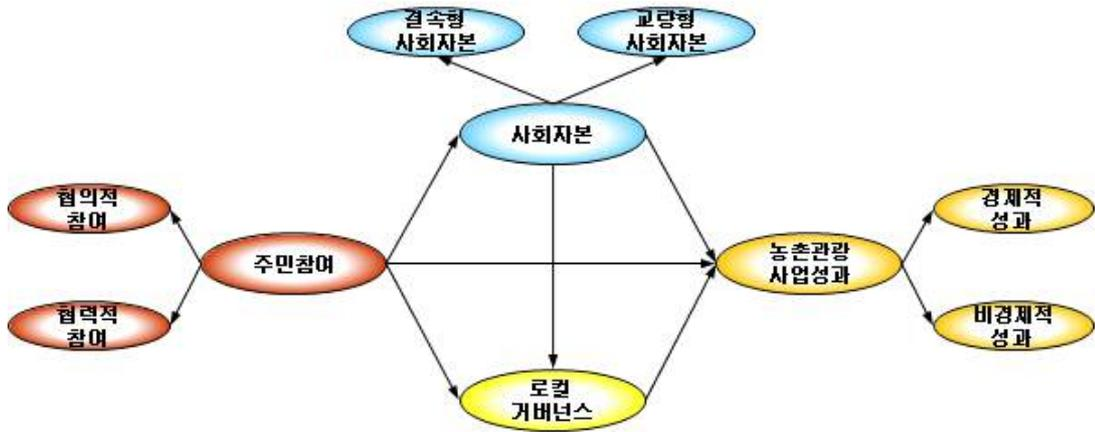 결속형
사회자본
교량형
사회자본
사회자본
협의적
참여
주민참여
협력적
참여
농촌관광
사업성과
경제적
성과
비경제적
성과
로컬
거버넌스